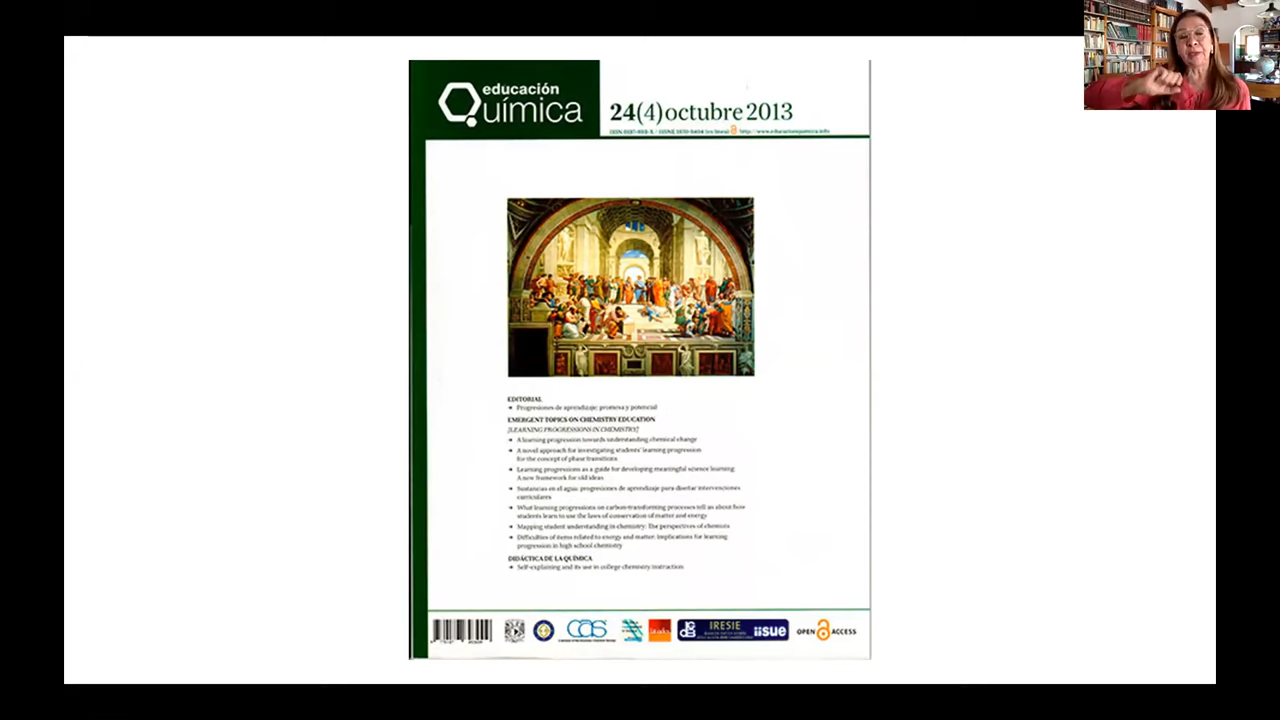 educación
Química
24(4)octubre 2013
http://www.educacionquimica.info
EDITORIAL
➔ Progresiones de aprendizaje: promesa y potencial
EMERGENT TOPICS ON CHEMISTRY EDUCATION
[LEARNING PROGRESSIONS IN CHEMISTRY]
➔ A learning progression towards understanding chemical change
➔ A novel approach for investigating students' learning progression
for the concept of phase transitions
➔ Learning progressions as a guide for developing meaningful science learning:
A new framework for old ideas
➔ Sustancias en el agua: progresiones de aprendizaje para diseñar intervenciones
curriculares
➔ What learning progressions on carbon-transforming processes tell us about how
students learn to use the laws of conservation of matter and energy
➔ Mapping student understanding in chemistry: The perspectives of chemists
➔ Difficulties of items related to energy and matter: Implications for learning
progression in high school chemistry
DIDÁCTICA DE LA QUÍMICA
➔ Self-explaining and its use in college chemistry instruction
CAS
IRESIE
iisue
OPEN ACCESS